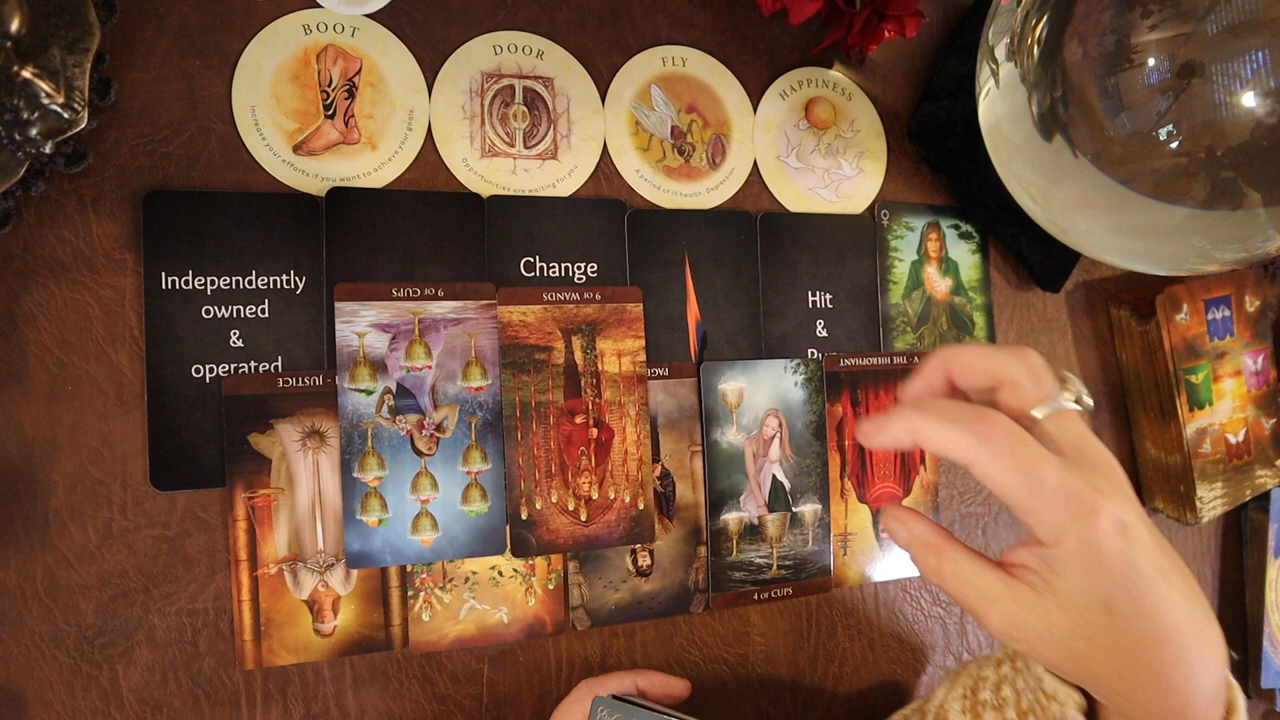 BOOT
Increase your efforts if you want to achieve your goals.
DOOR
Opportunities are waiting for you
FLY
A period of ill health. Depression.
HAPPINESS
Independently
owned
&
operated
Change
Hit
&
9 OF CUPS
9 OF WANDS
- JUSTICE
PAGE
4 OF CUPS
V - THE HIEROPHANT